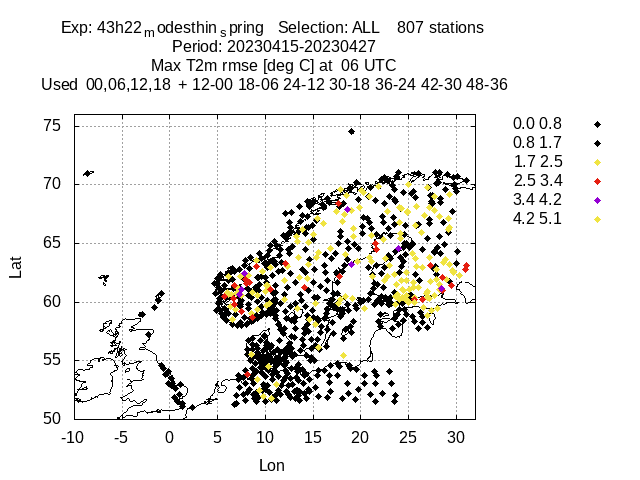 Exp: 43h22modesthinspring   Selection: ALL    807 stations
Period: 20230415-20230427
Max T2m rmse [deg C] at  06 UTC
Used  00,06,12,18  + 12-00 18-06 24-12 30-18 36-24 42-30 48-36
0.0 0.8
0.8 1.7
1.7 2.5
2.5 3.4
3.4 4.2
4.2 5.1
75
70
65
60
55
50
Lat
-10 -5 0 5 10 15 20 25 30
Lon